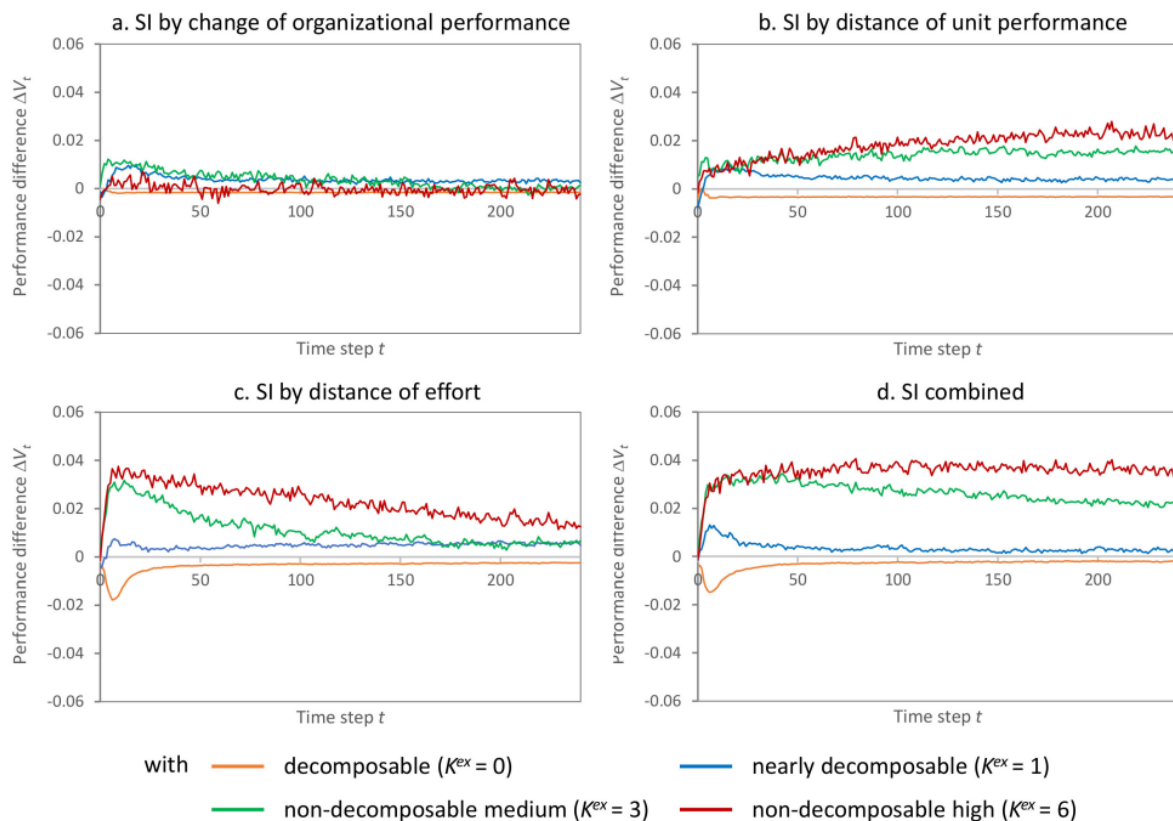 a. SI by change of organizational performance
0.06
0.04
0.02
0
-0.02
-0.04
-0.06
0
50
100
150
200
Performance difference ΔVt
Time step t
b. SI by distance of unit performance
0.06
0.04
0.02
0
-0.02
-0.04
-0.06
0
50
100
150
200
Performance difference ΔVt
Time step t
c. SI by distance of effort
0.06
0.04
0.02
0
-0.02
-0.04
-0.06
0
50
100
150
200
Performance difference ΔVt
Time step t
d. SI combined
0.06
0.04
0.02
0
-0.02
-0.04
-0.06
0
50
100
150
200
Performance difference ΔVt
Time step t
with
decomposable (Kex = 0)
nearly decomposable (Kex = 1)
non-decomposable medium (Kex = 3)
non-decomposable high (Kex = 6)